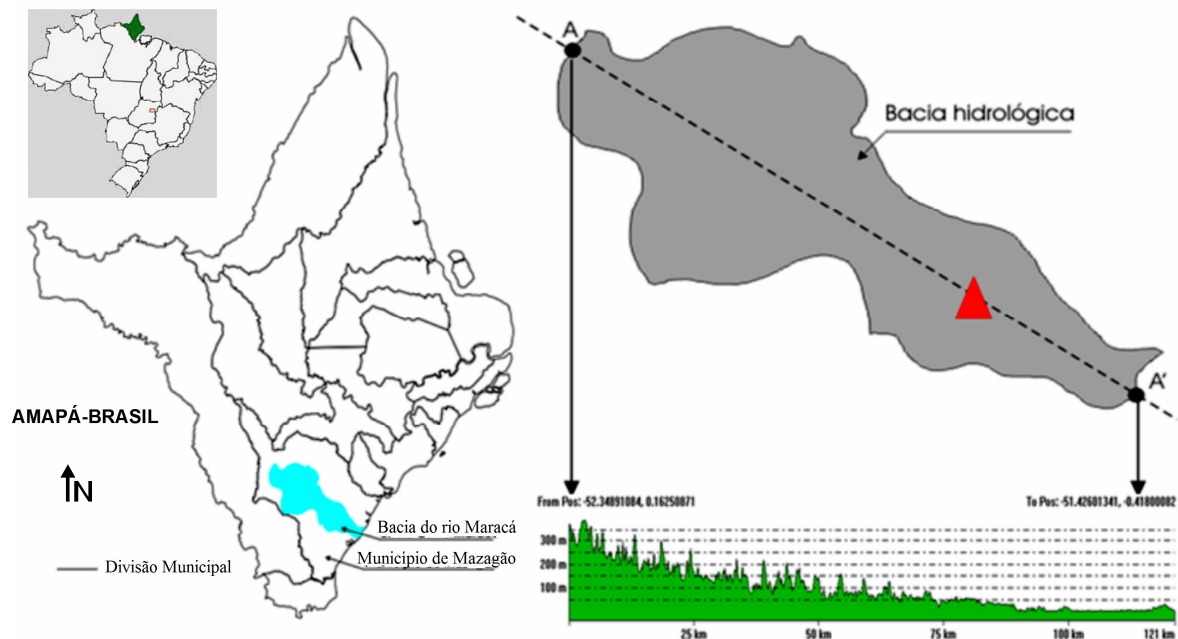 AMAPÁ-BRASIL
N
Bacia do rio Maracá
Município de Mazagão
Divisão Municipal
A
Bacia hidrológica
A'
From Pos: -52.34891084, 0.16250871
To Pos: -51.42601341, -0.41800082
300 m
200 m
100 m
25 km
50 km
75 km
100 km
121 km